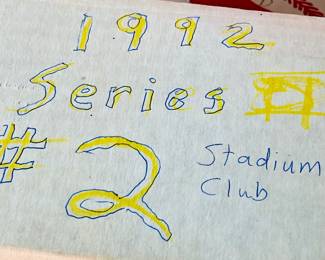 1992
Series
#2
Stadium
Club